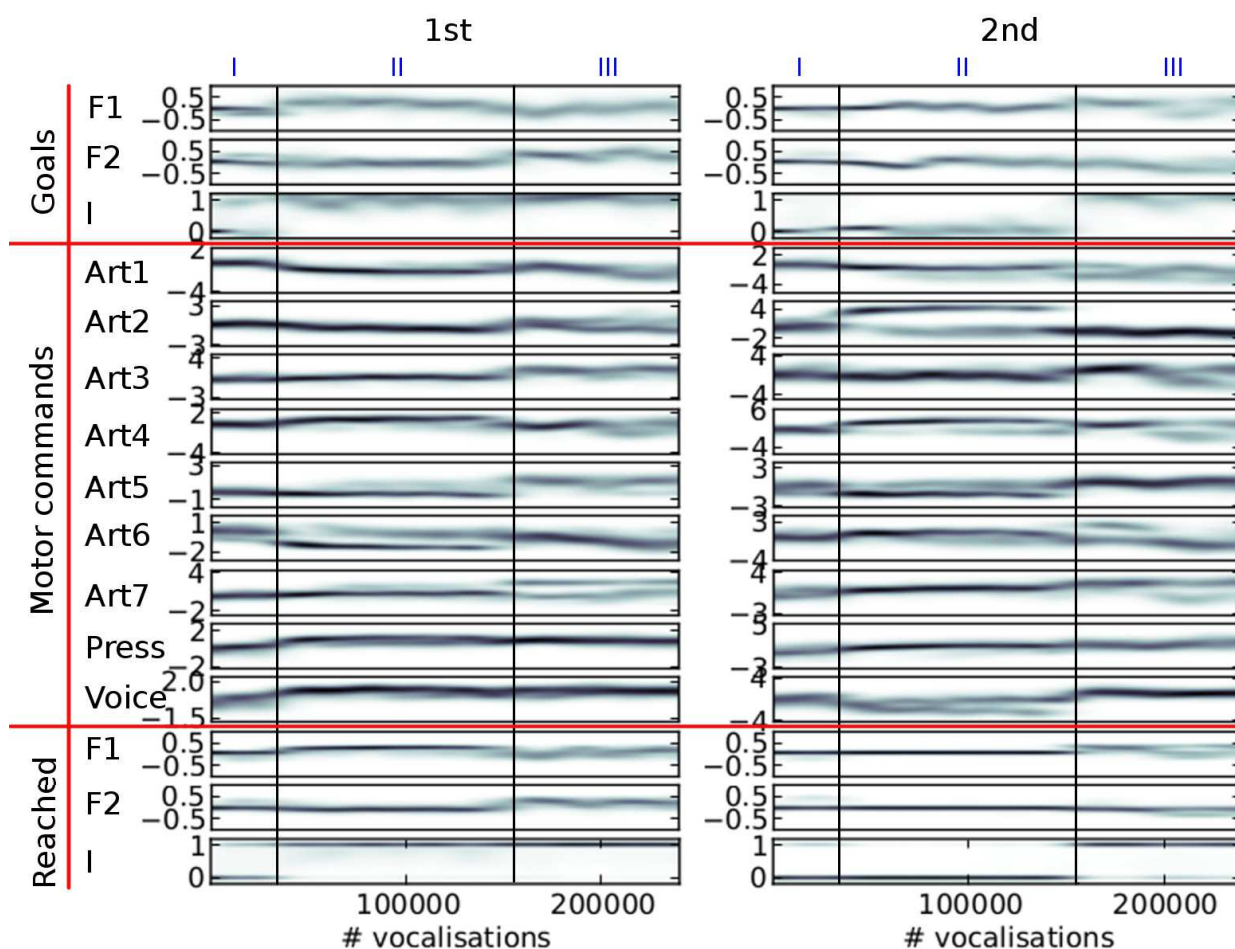 1st 2nd
I II III I II III
Goals
F1 0.5 −0.5 0.5 −0.5
F2 0.5 −0.5 0.5 −0.5
I 1 0 1 0
Motor commands
Art1 2 −4 2 −4
Art2 3 −3 4 −2
Art3 4 −3 4 −4
Art4 2 −4 6 −4
Art5 3 −1 3 −3
Art6 1 −2 3 −4
Art7 4 −2 4 −3
Press 2 −2 −3
Voice 2.0 −1.5 4 −4
Reached
F1 0.5 −0.5 0.5 −0.5
F2 0.5 −0.5 0.5 −0.5
I 1 0 1 0
100000 200000 100000 200000
# vocalisations # vocalisations